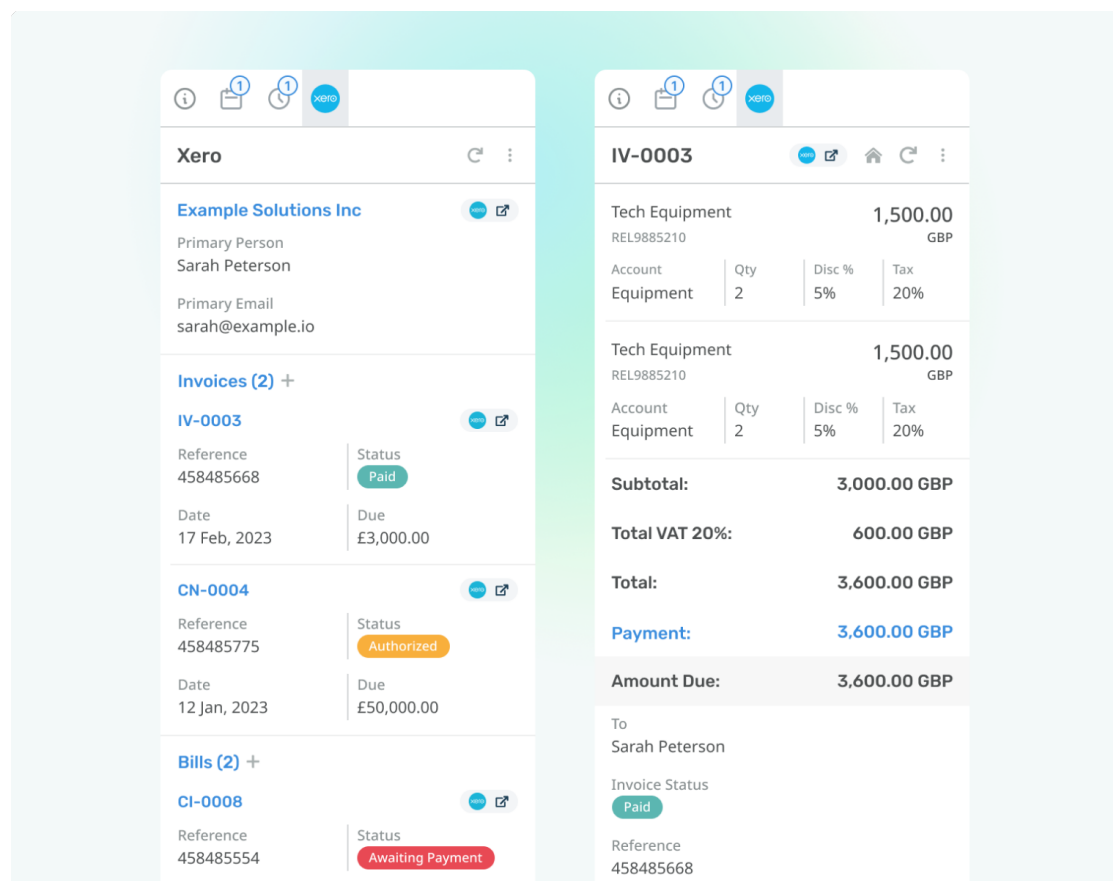 1 1 xero
Xero
Example Solutions Inc xero
Primary Person
Sarah Peterson
Primary Email
sarah@example.io
Invoices (2) +
IV-0003 xero
Reference Status
458485668 Paid
Date Due
17 Feb, 2023 £3,000.00
CN-0004 xero
Reference Status
458485775 Authorized
Date Due
12 Jan, 2023 £50,000.00
Bills (2) +
CI-0008 xero
Reference Status
458485554 Awaiting Payment
1 1 xero
IV-0003 xero
Tech Equipment 1,500.00
REL9885210 GBP
Account Qty Disc % Tax
Equipment 2 5% 20%
Tech Equipment 1,500.00
REL9885210 GBP
Account Qty Disc % Tax
Equipment 2 5% 20%
Subtotal: 3,000.00 GBP
Total VAT 20%: 600.00 GBP
Total: 3,600.00 GBP
Payment: 3,600.00 GBP
Amount Due: 3,600.00 GBP
To
Sarah Peterson
Invoice Status
Paid
Reference
458485668